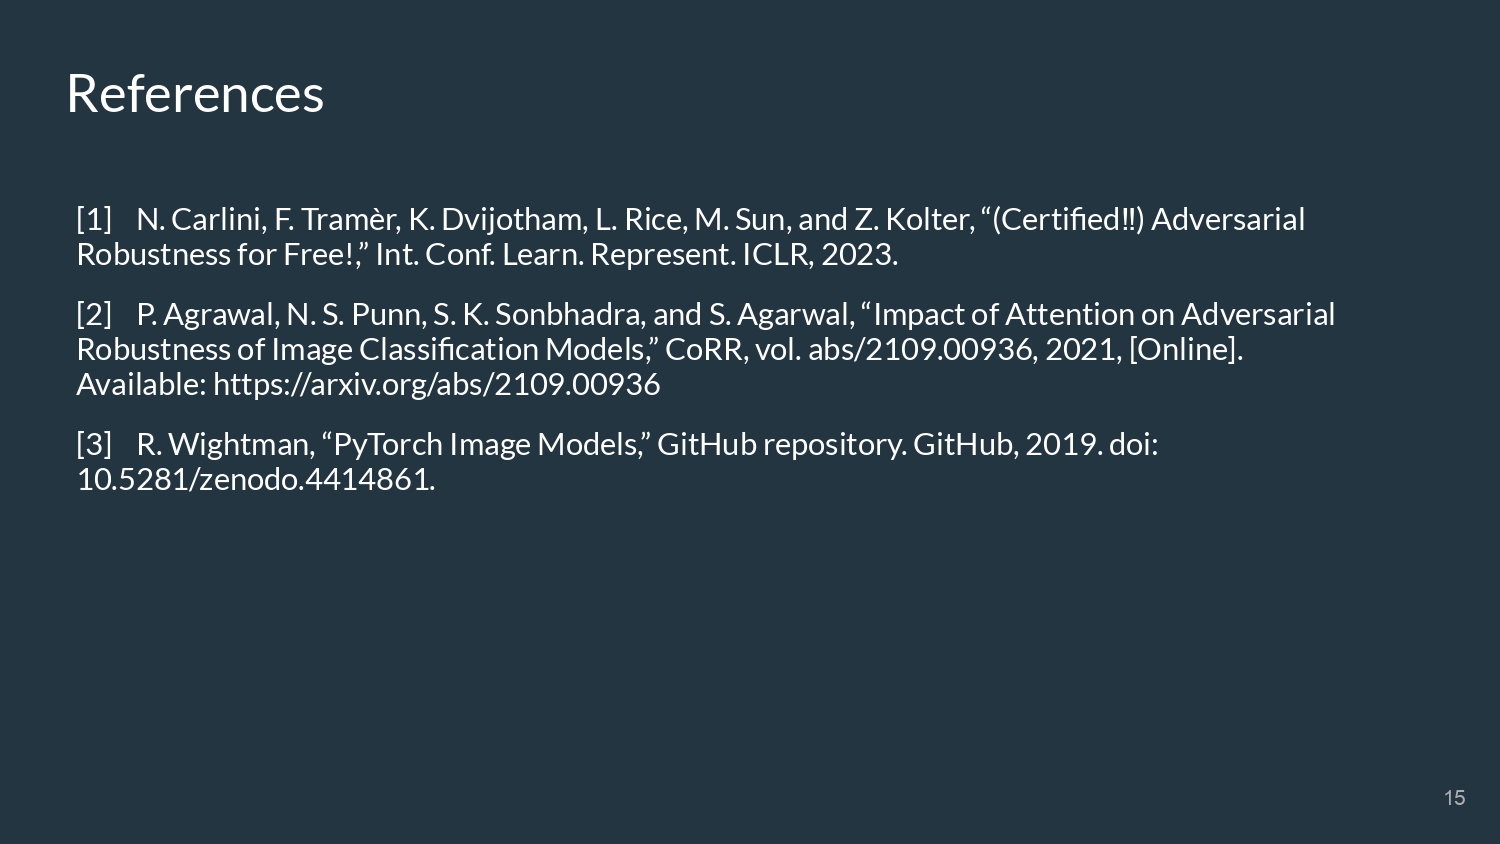 References
[1] N. Carlini, F. Tramèr, K. Dvijotham, L. Rice, M. Sun, and Z. Kolter, “(Certified‼) Adversarial
Robustness for Free!,” Int. Conf. Learn. Represent. ICLR, 2023.
[2] P. Agrawal, N. S. Punn, S. K. Sonbhadra, and S. Agarwal, “Impact of Attention on Adversarial
Robustness of Image Classification Models,” CoRR, vol. abs/2109.00936, 2021, [Online].
Available: https://arxiv.org/abs/2109.00936
[3] R. Wightman, “PyTorch Image Models,” GitHub repository. GitHub, 2019. doi:
10.5281/zenodo.4414861.
15